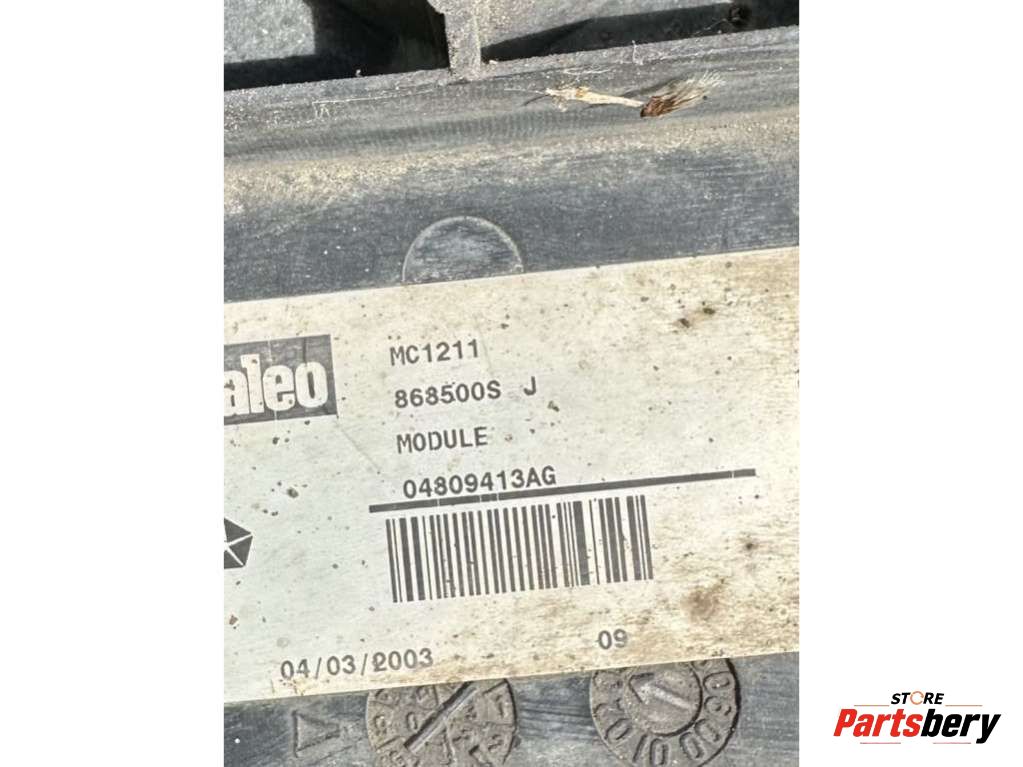 MC1211
aleo
868500S J
MODULE
04809413AG
04/03/2003
09
STORE
Partsbery